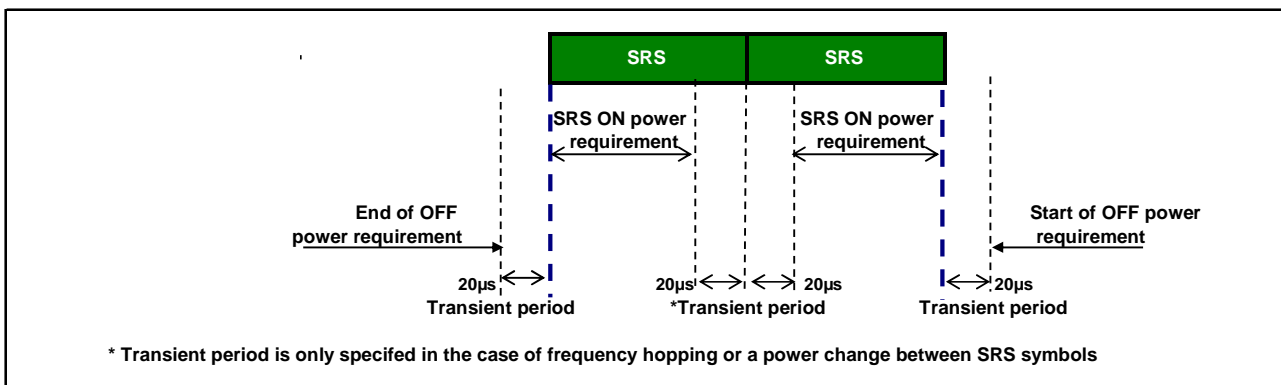 SRS SRS
SRS ON power
requirement
SRS ON power
requirement
End of OFF
power requirement
Start of OFF power
requirement
20µs
Transient period
20µs 20µs
*Transient period
20µs
Transient period
* Transient period is only specifed in the case of frequency hopping or a power change between SRS symbols